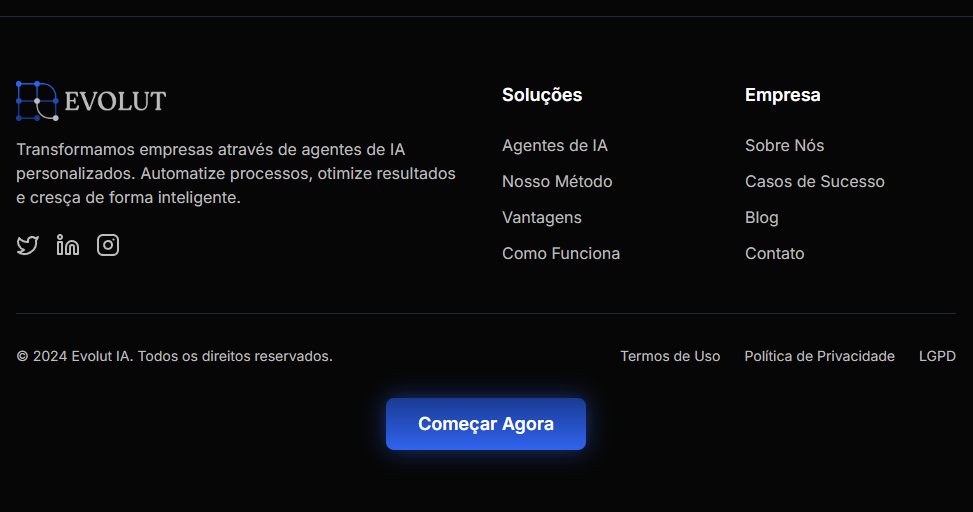 EVOLUT
Transformamos empresas através de agentes de IA
personalizados. Automatize processos, otimize resultados
e cresça de forma inteligente.
Soluções
Agentes de IA
Nosso Método
Vantagens
Como Funciona
Empresa
Sobre Nós
Casos de Sucesso
Blog
Contato
© 2024 Evolut IA. Todos os direitos reservados.
Termos de Uso Política de Privacidade LGPD
Começar Agora